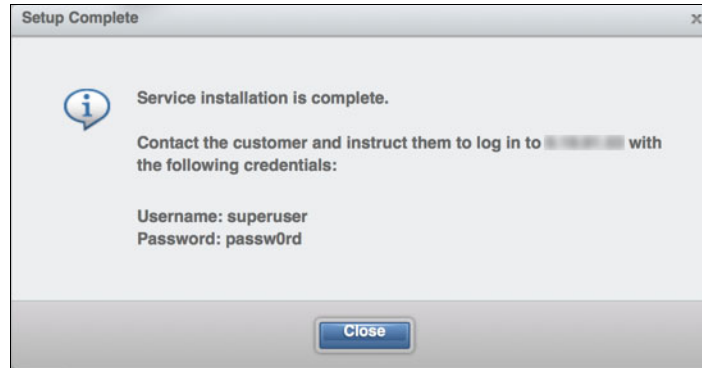 Setup Complete
x
Service installation is complete.
Contact the customer and instruct them to log in to with
the following credentials:
Username: superuser
Password: passw0rd
Close